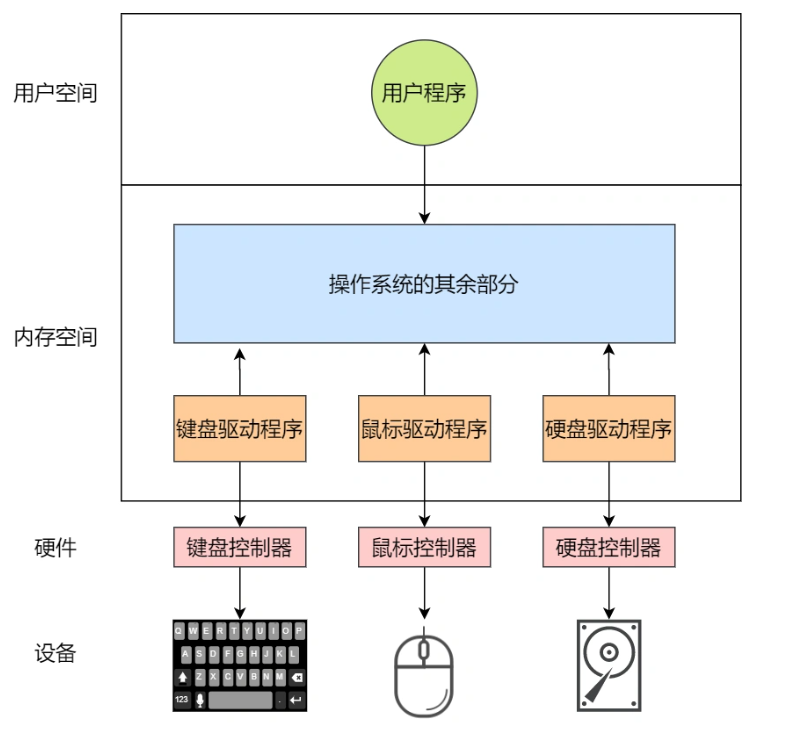 用户空间
用户程序
操作系统的其余部分
内存空间
键盘驱动程序
鼠标驱动程序
硬盘驱动程序
硬件
键盘控制器
鼠标控制器
硬盘控制器
Q W E R T Y U I O P
设备
A S D F G H J K L
Z X C V B N M
123 .